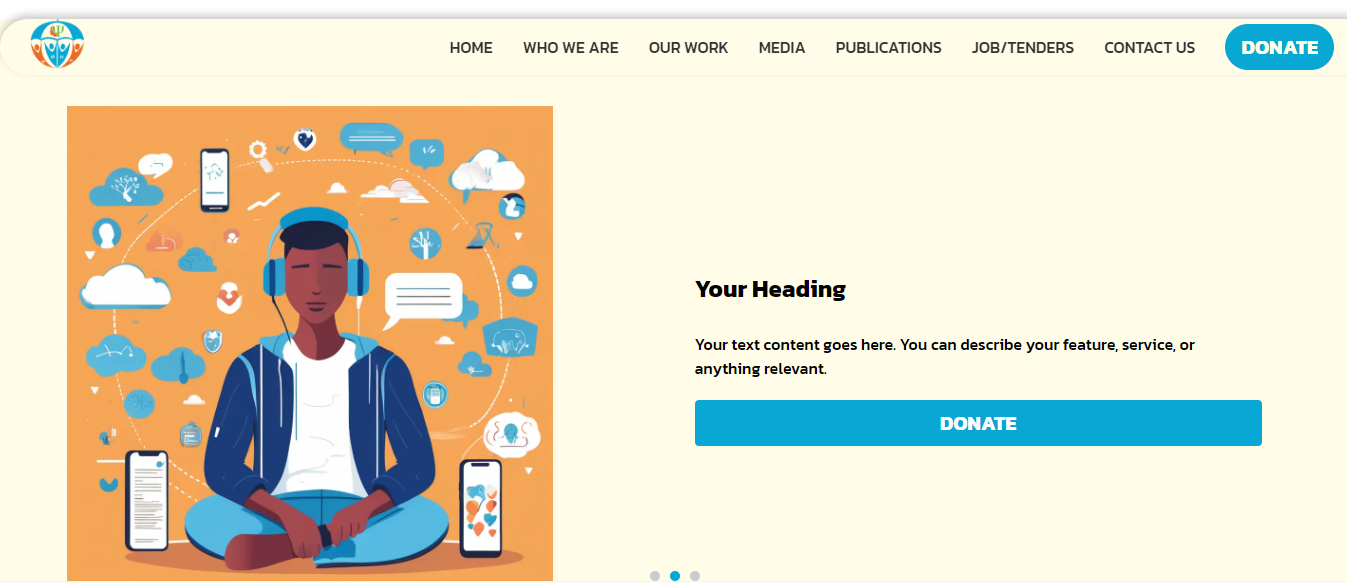 HOME
WHO WE ARE
OUR WORK
MEDIA
PUBLICATIONS
JOB/TENDERS
CONTACT US
DONATE
Your Heading
Your text content goes here. You can describe your feature, service, or
anything relevant.
DONATE